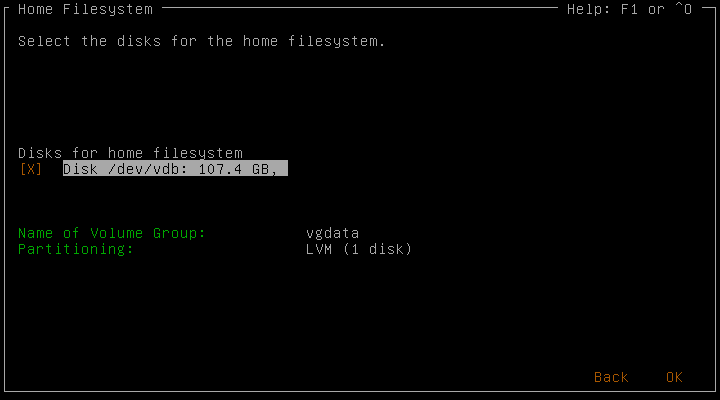 Home Filesystem Help: F1 or ^O
Select the disks for the home filesystem.
Disks for home filesystem
[X] Disk /dev/vdb: 107.4 GB,
Name of Volume Group: vgdata
Partitioning: LVM (1 disk)
Back OK